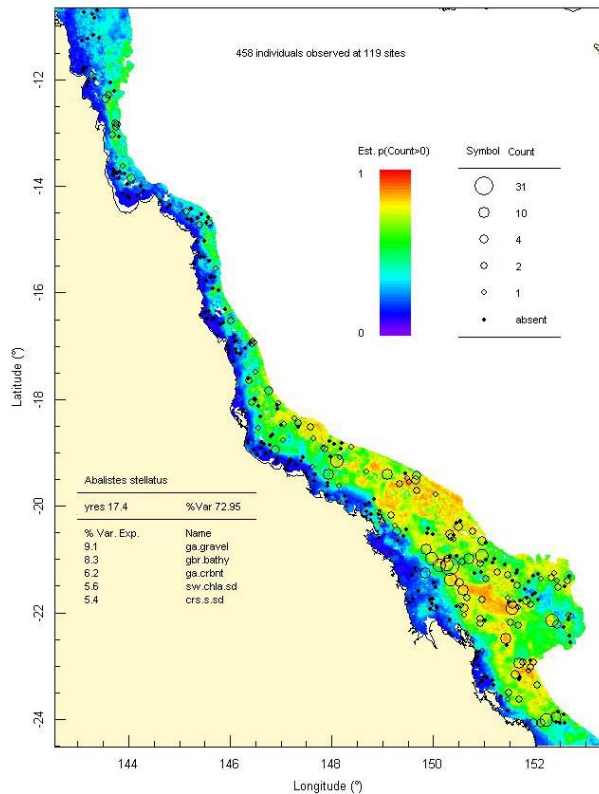 458 individuals observed at 119 sites
Est. p(Count>0)
1
0
Symbol Count
31
10
4
2
1
absent
Abalistes stellatus
yres 17.4 %Var 72.95
% Var. Exp. Name
9.1 ga.gravel
8.3 gbr.bathy
6.2 ga.crbnt
5.6 sw.chla.sd
5.4 crs.s.sd
Latitude (°)
-12
-14
-16
-18
-20
-22
-24
144 146 148 150 152
Longitude (°)